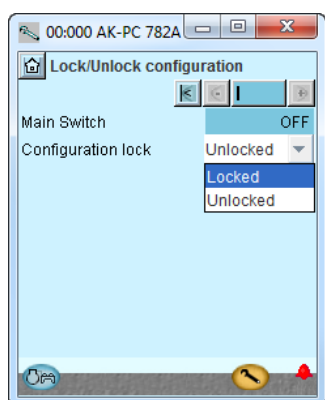 00:000 AK-PC 782A
Lock/Unlock configuration
Main Switch OFF
Configuration lock Unlocked
Locked
Unlocked